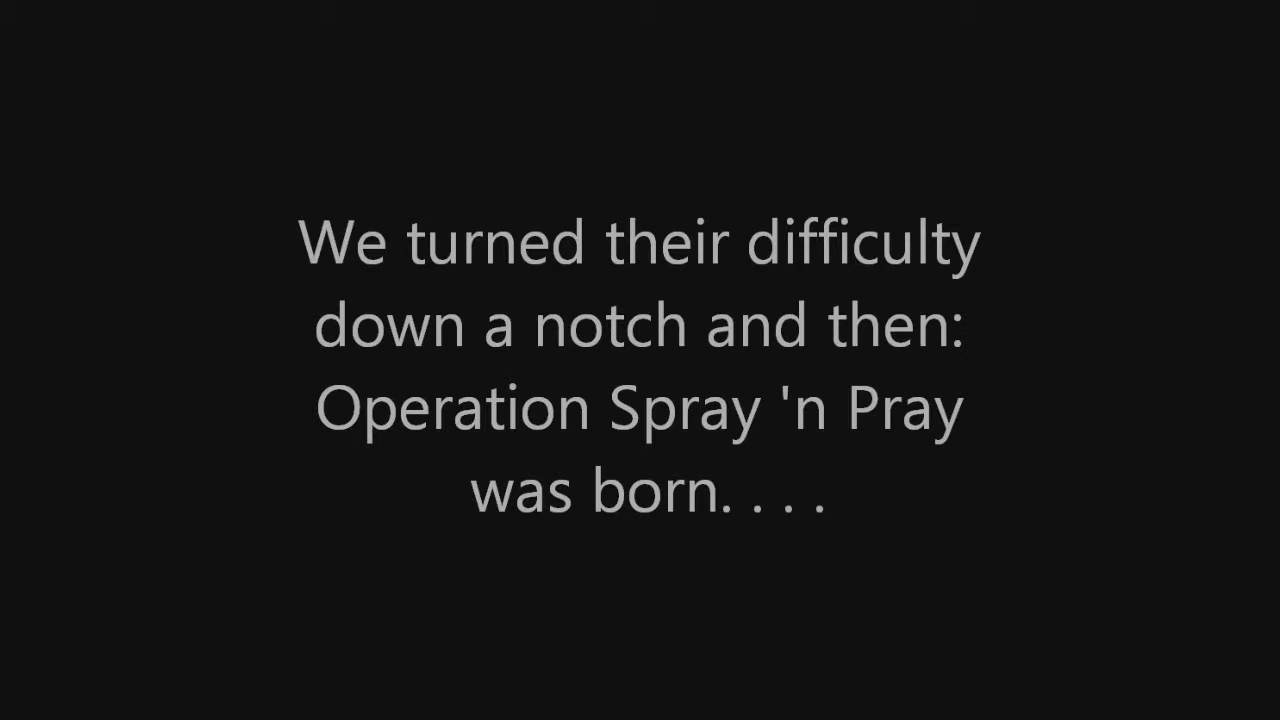 We turned their difficulty
down a notch and then:
Operation Spray 'n Pray
was born. . . .